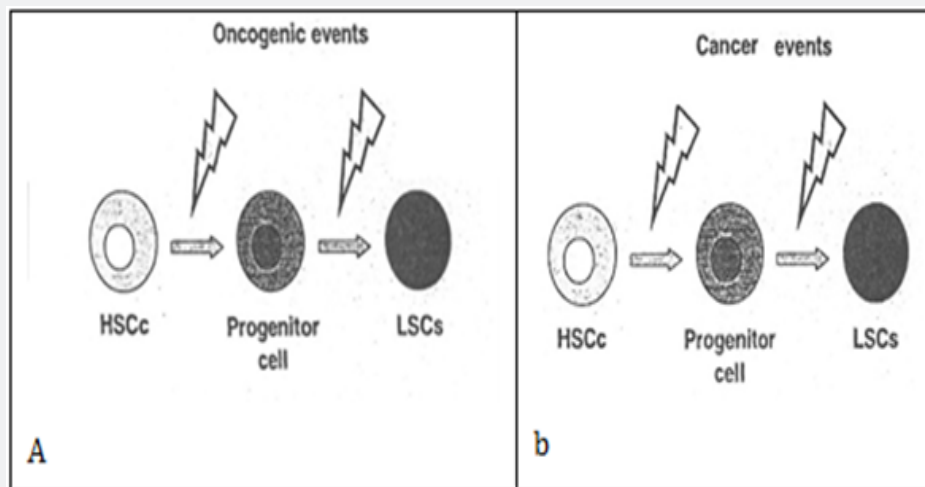 Oncogenic events
HSCc
Progenitor
cell
LSCs
A
Cancer events
HSCc
Progenitor
cell
LSCs
b